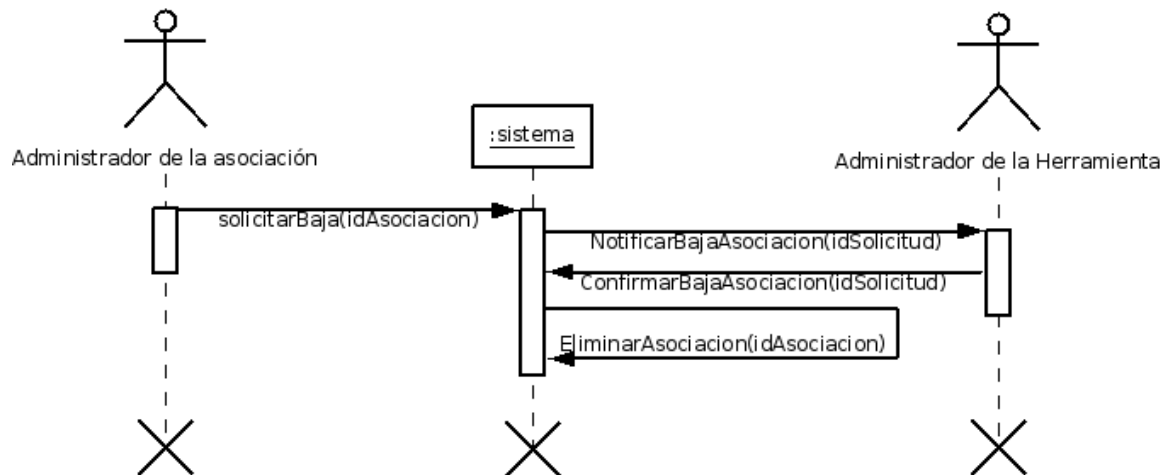 :sistema
Administrador de la asociación
Administrador de la Herramienta
solicitarBaja(idAsociacion)
NotificarBajaAsociacion(idSolicitud)
ConfirmarBajaAsociacion(idSolicitud)
EliminarAsociacion(idAsociacion)